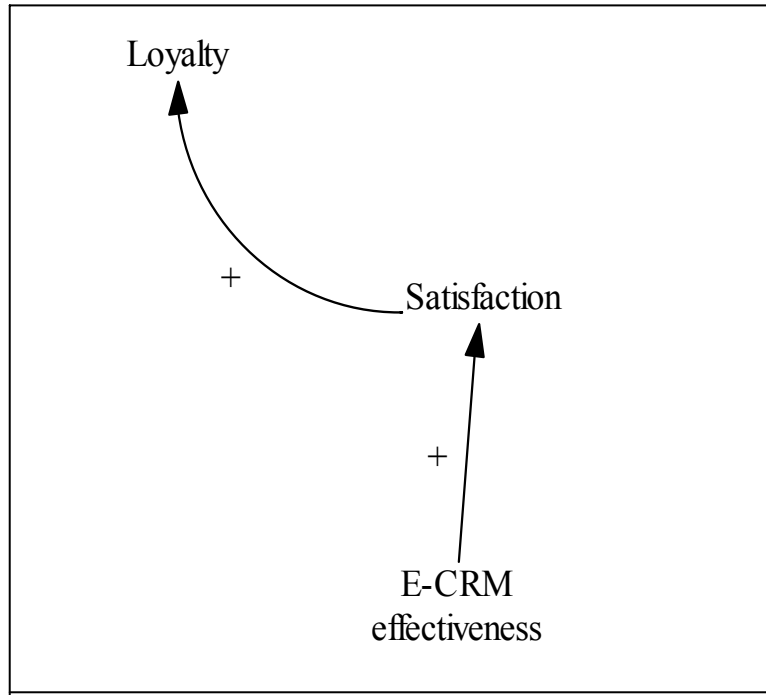 Loyalty
+
Satisfaction
+
E-CRM
effectiveness